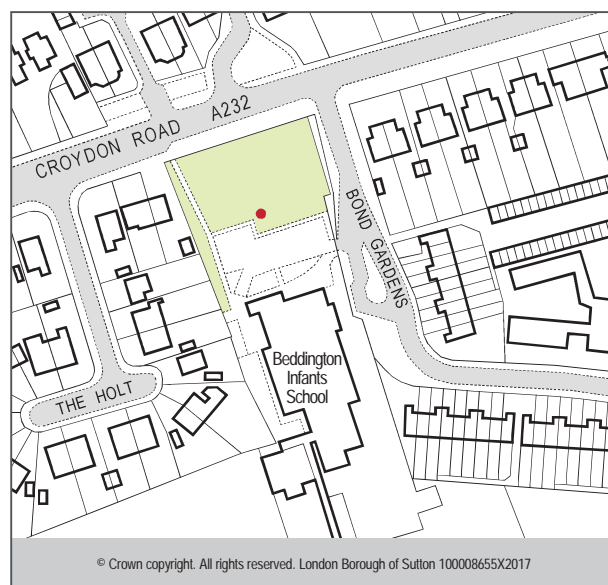 CROYDON ROAD A232
BOND GARDENS
Beddington
Infants
School
THE HOLT
© Crown copyright. All rights reserved. London Borough of Sutton 100008655X2017